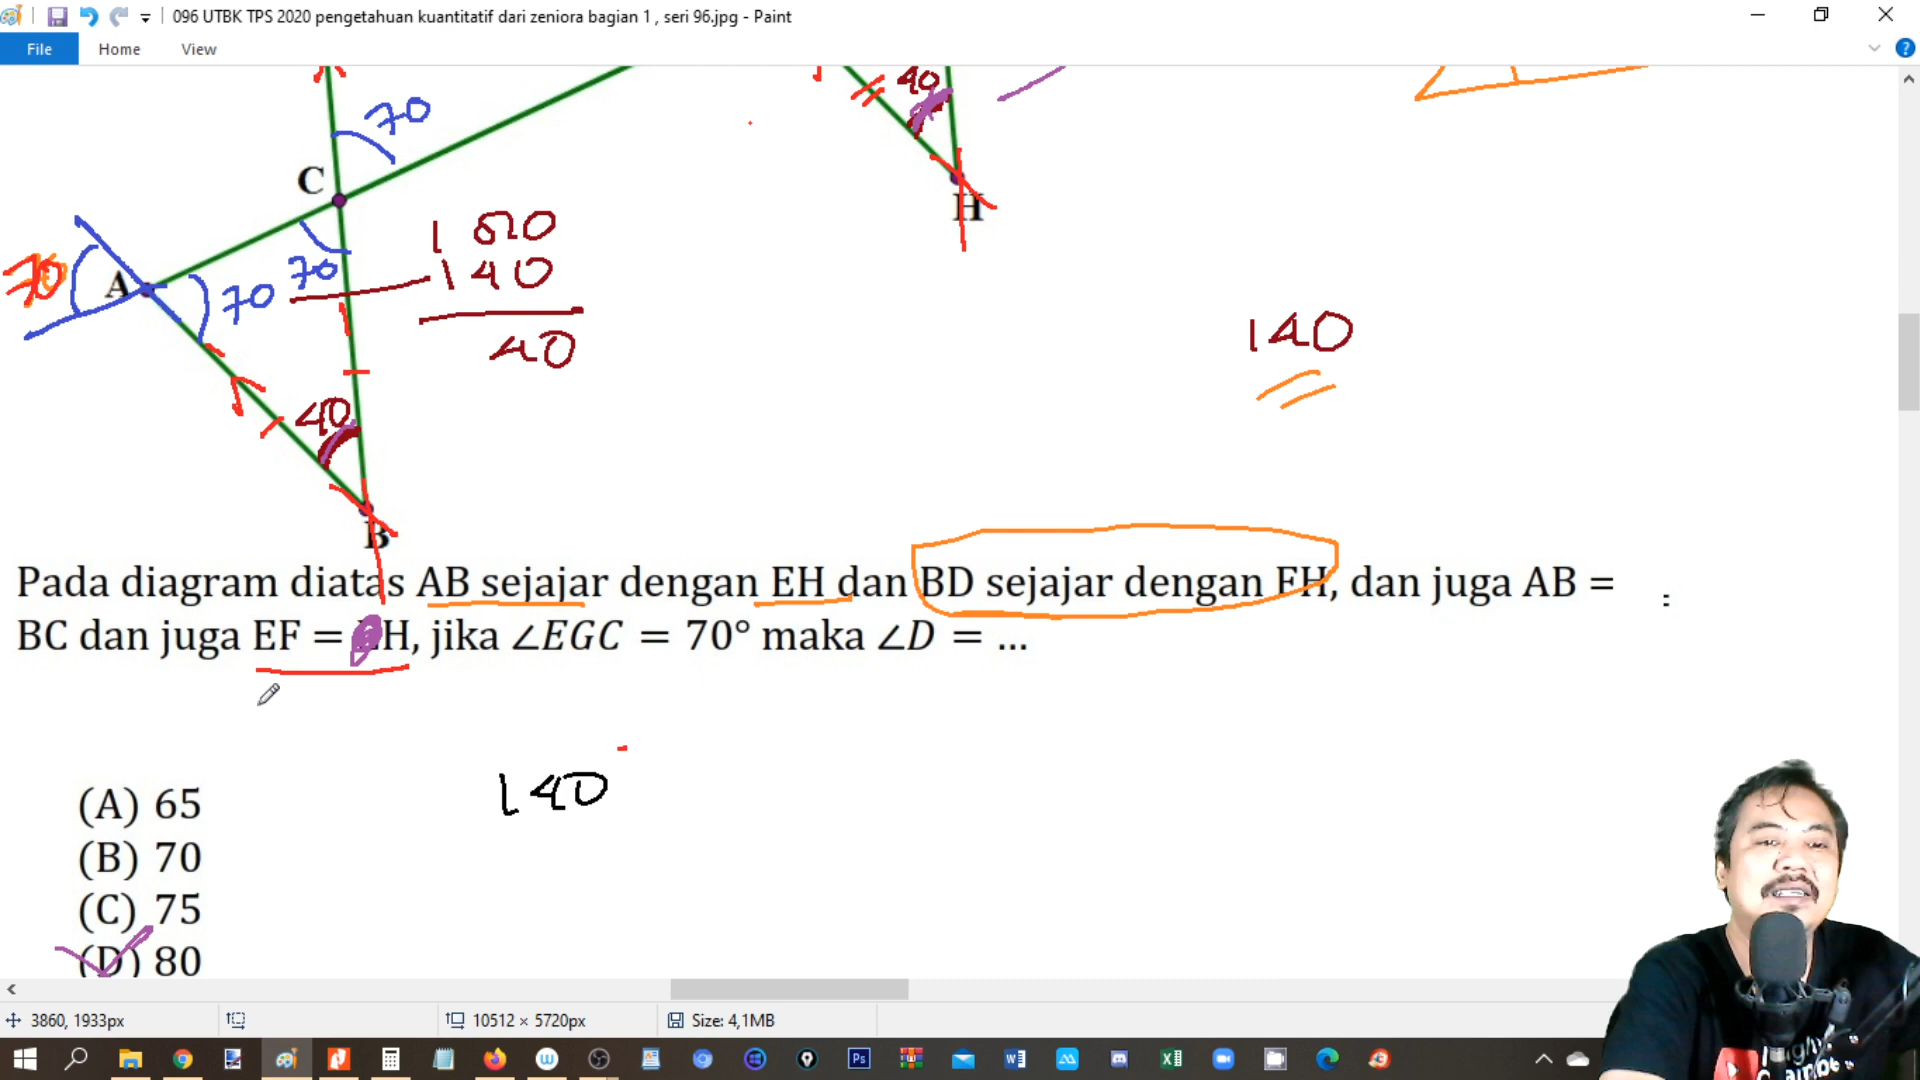 096 UTBK TPS 2020 pengetahuan kuantitatif dari zeniora bagian 1 , seri 96.jpg - Paint
File Home View
40
70
C
H
180
140
40
70
A
70
70
140
40
B
Pada diagram diatas AB sejajar dengan EH dan BD sejajar dengan FH, dan juga AB =
BC dan juga EF = H, jika ∠EGC = 70° maka ∠D = ...
140
(A) 65
(B) 70
(C) 75
(D) 80
3860, 1933px
10512 × 5720px
Size: 4,1MB